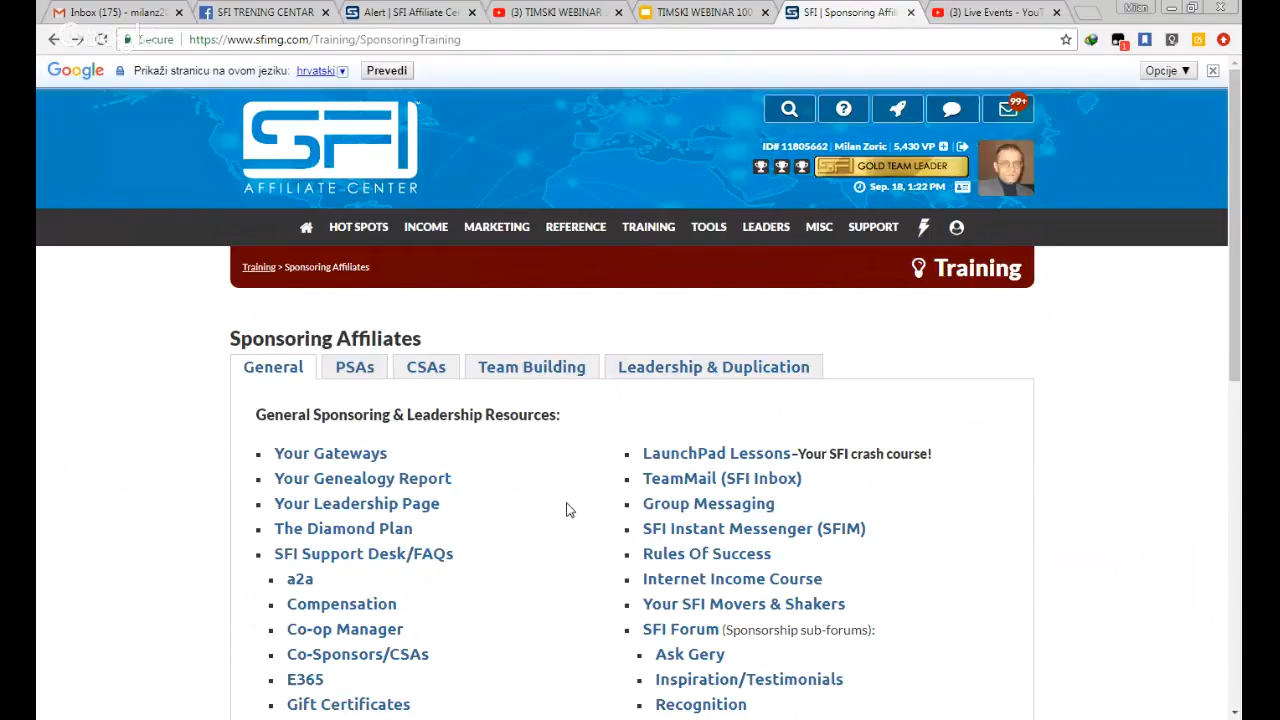 Inbox (175) - milanz2
SFI TRENING CENTAR
Alert | SFI Affiliate Ce
(3) TIMSKI WEBINAR
TIMSKI WEBINAR 100
SFI | Sponsoring Affili
(3) Live Events - YouT
Milan
Secure
https://www.sfimg.com/Training/SponsoringTraining
1
Google
Prikaži stranicu na ovom jeziku: hrvatski
Prevedi
Opcije ▼
SFI
AFFILIATE CENTER
99+
ID# 11805662 | Milan Zoric | 5,430 VP
GOLD TEAM LEADER
Sep. 18, 1:22 PM
HOT SPOTS INCOME MARKETING REFERENCE TRAINING TOOLS LEADERS MISC SUPPORT
Training > Sponsoring Affiliates
Training
Sponsoring Affiliates
General PSAs CSAs Team Building Leadership & Duplication
General Sponsoring & Leadership Resources:
Your Gateways
Your Genealogy Report
Your Leadership Page
The Diamond Plan
SFI Support Desk/FAQs
a2a
Compensation
Co-op Manager
Co-Sponsors/CSAs
E365
Gift Certificates
LaunchPad Lessons–Your SFI crash course!
TeamMail (SFI Inbox)
Group Messaging
SFI Instant Messenger (SFIM)
Rules Of Success
Internet Income Course
Your SFI Movers & Shakers
SFI Forum (Sponsorship sub-forums):
Ask Gery
Inspiration/Testimonials
Recognition